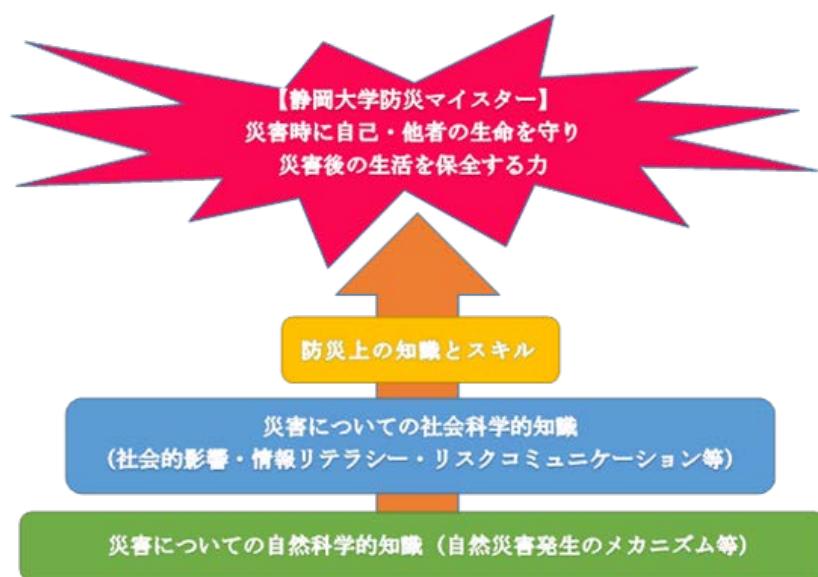 【静岡大学防災マイスター】
災害時に自己・他者の生命を守り
災害後の生活を保全する力
防災上の知識とスキル
災害についての社会科学的知識
（社会的影響・情報リテラシー・リスクコミュニケーション等）
災害についての自然科学的知識（自然災害発生のメカニズム等）